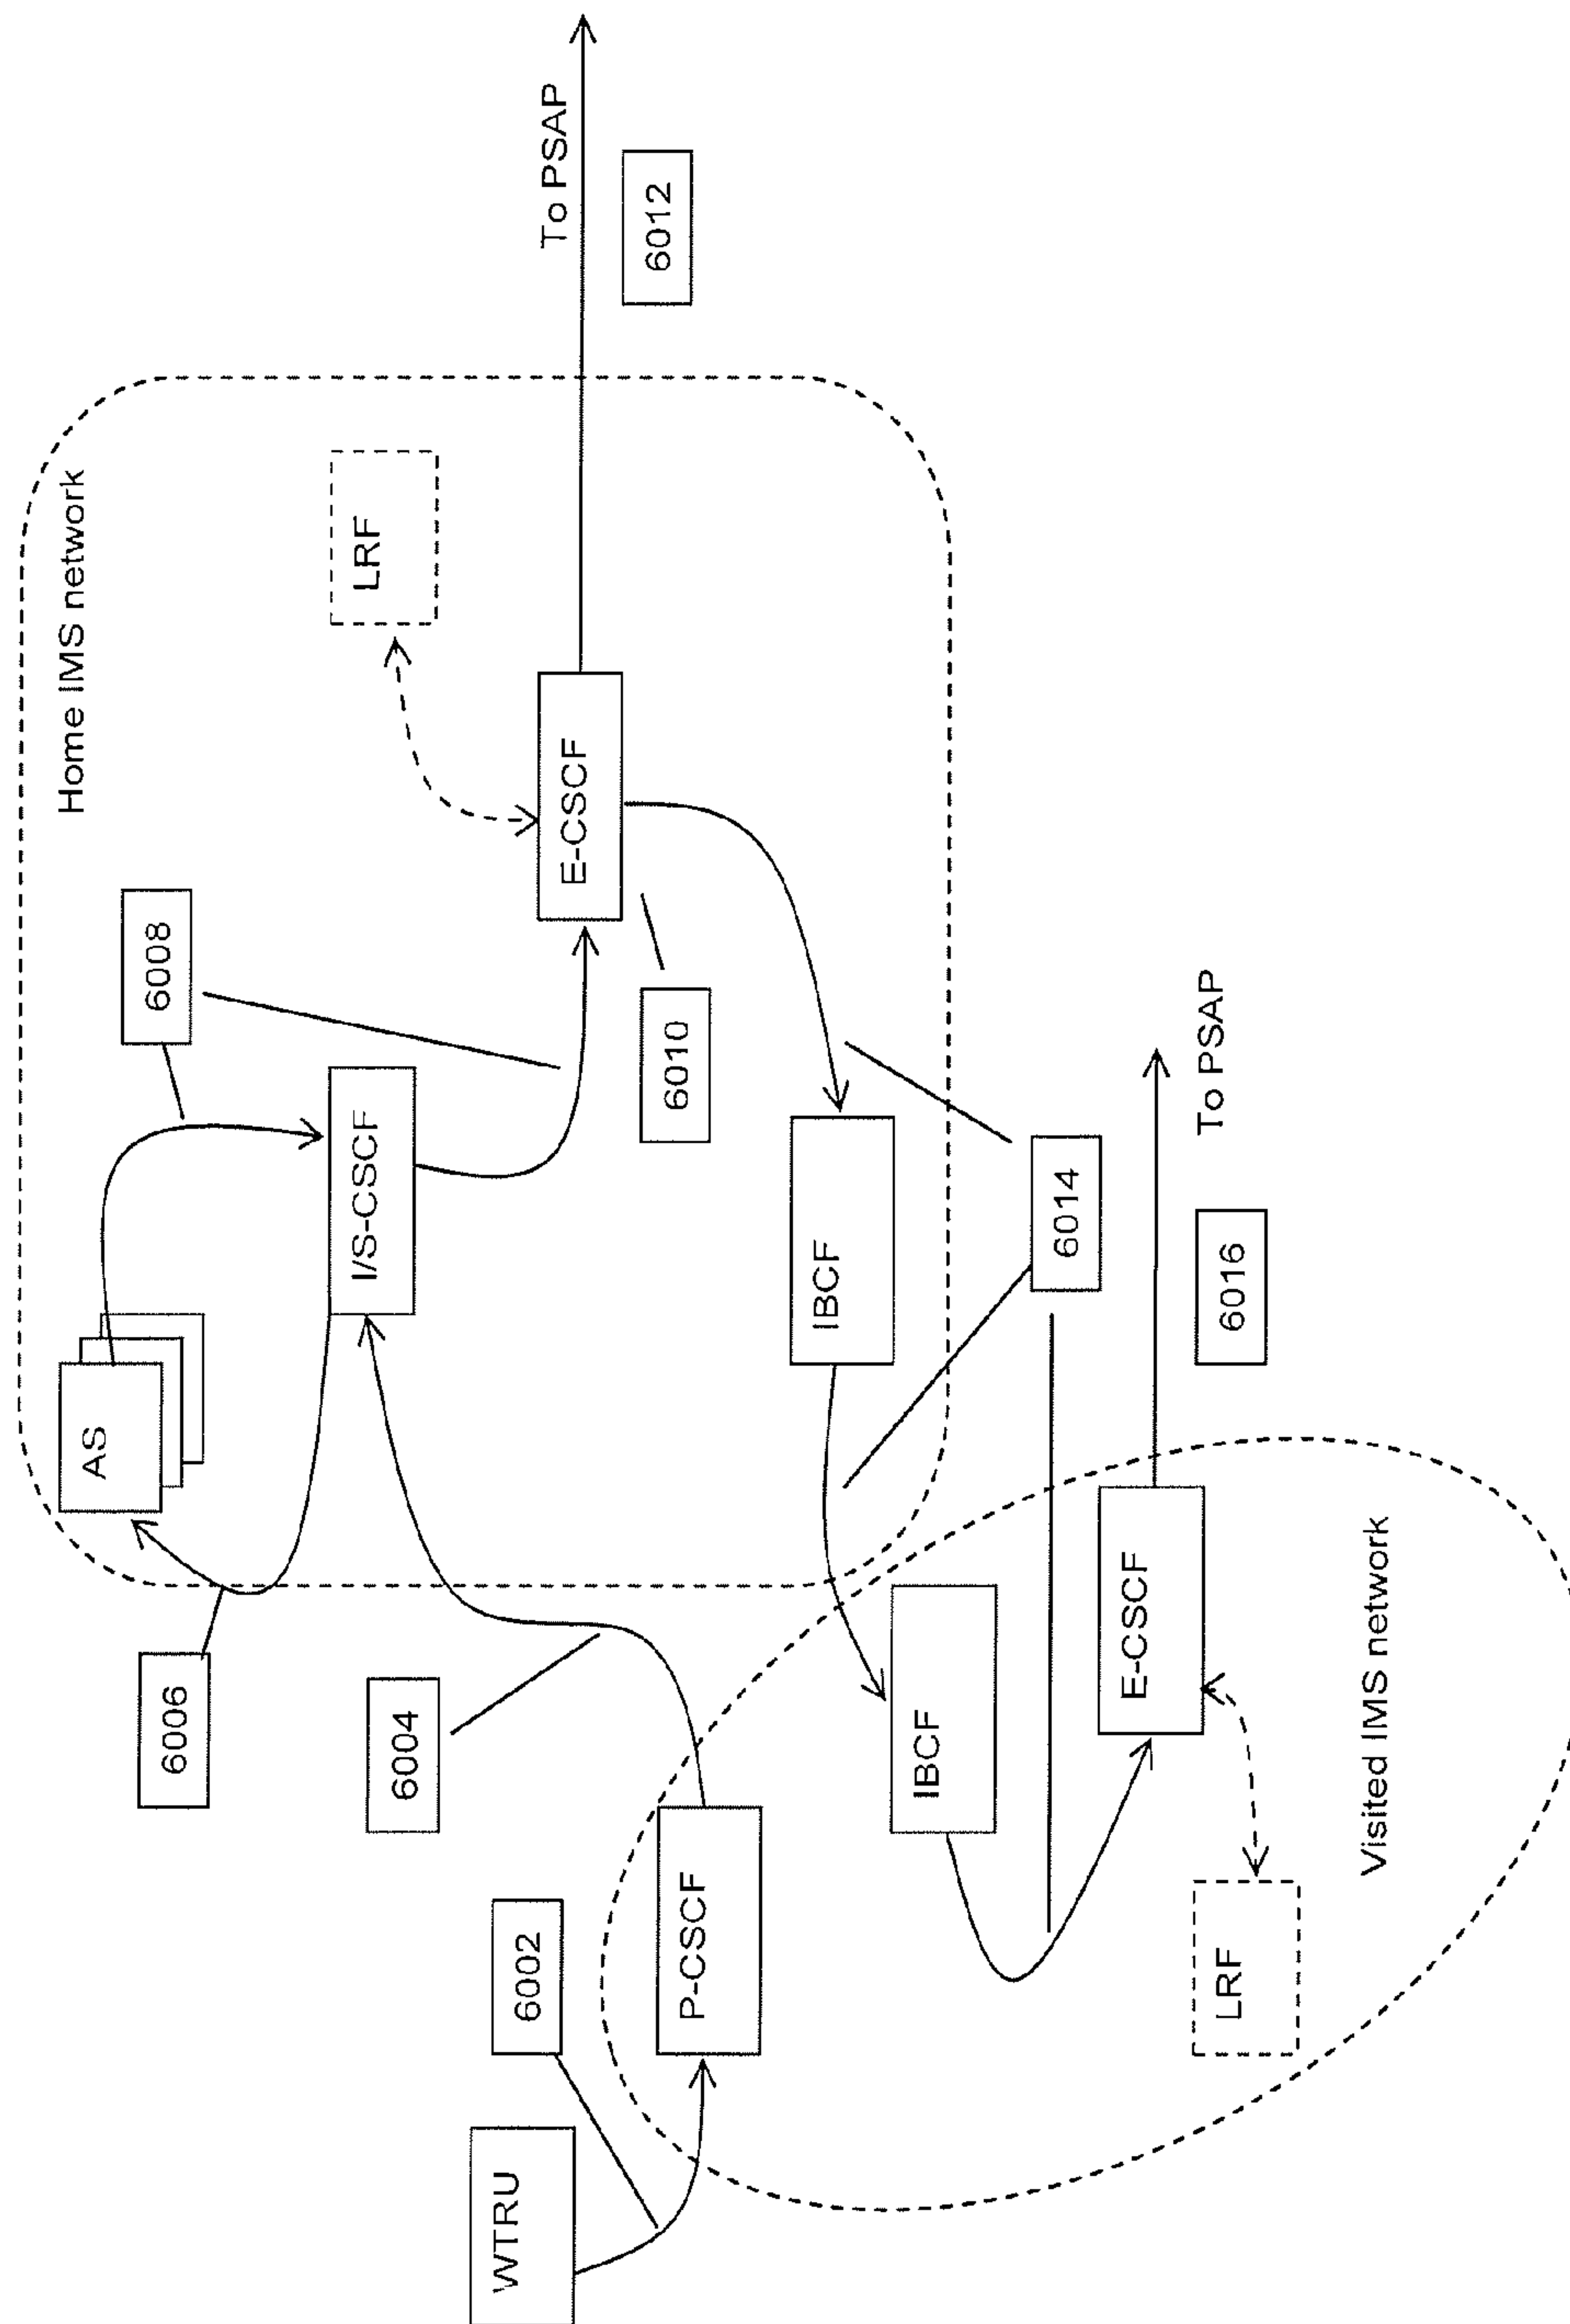 Home IMS network
AS
6008
LRF
To PSAP
6006
I/S-CSCF
E-CSCF
6012
6004
6010
6002
WTRU
P-CSCF
IBCF
IBCF
6014
E-CSCF
To PSAP
6016
LRF
Visited IMS network